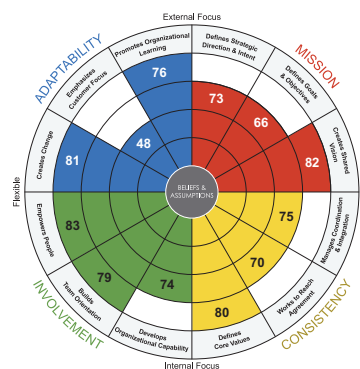 External Focus
ADAPTABILITY
MISSION
Promotes Organizational
Learning
Defines Strategic
Direction & Intent
Emphasizes
Customer Focus
Defines Goals
& Objectives
Creates Change
Creates Shared
Vision
76
73
66
48
81
82
Flexible
BELIEFS &
ASSUMPTIONS
83
75
79
70
74
80
Empowers People
Manages Coordination
& Integration
Builds
Team Orientation
Works to Reach
Agreement
Develops
Organizational Capability
Defines
Core Values
INVOLVEMENT
CONSISTENCY
Internal Focus